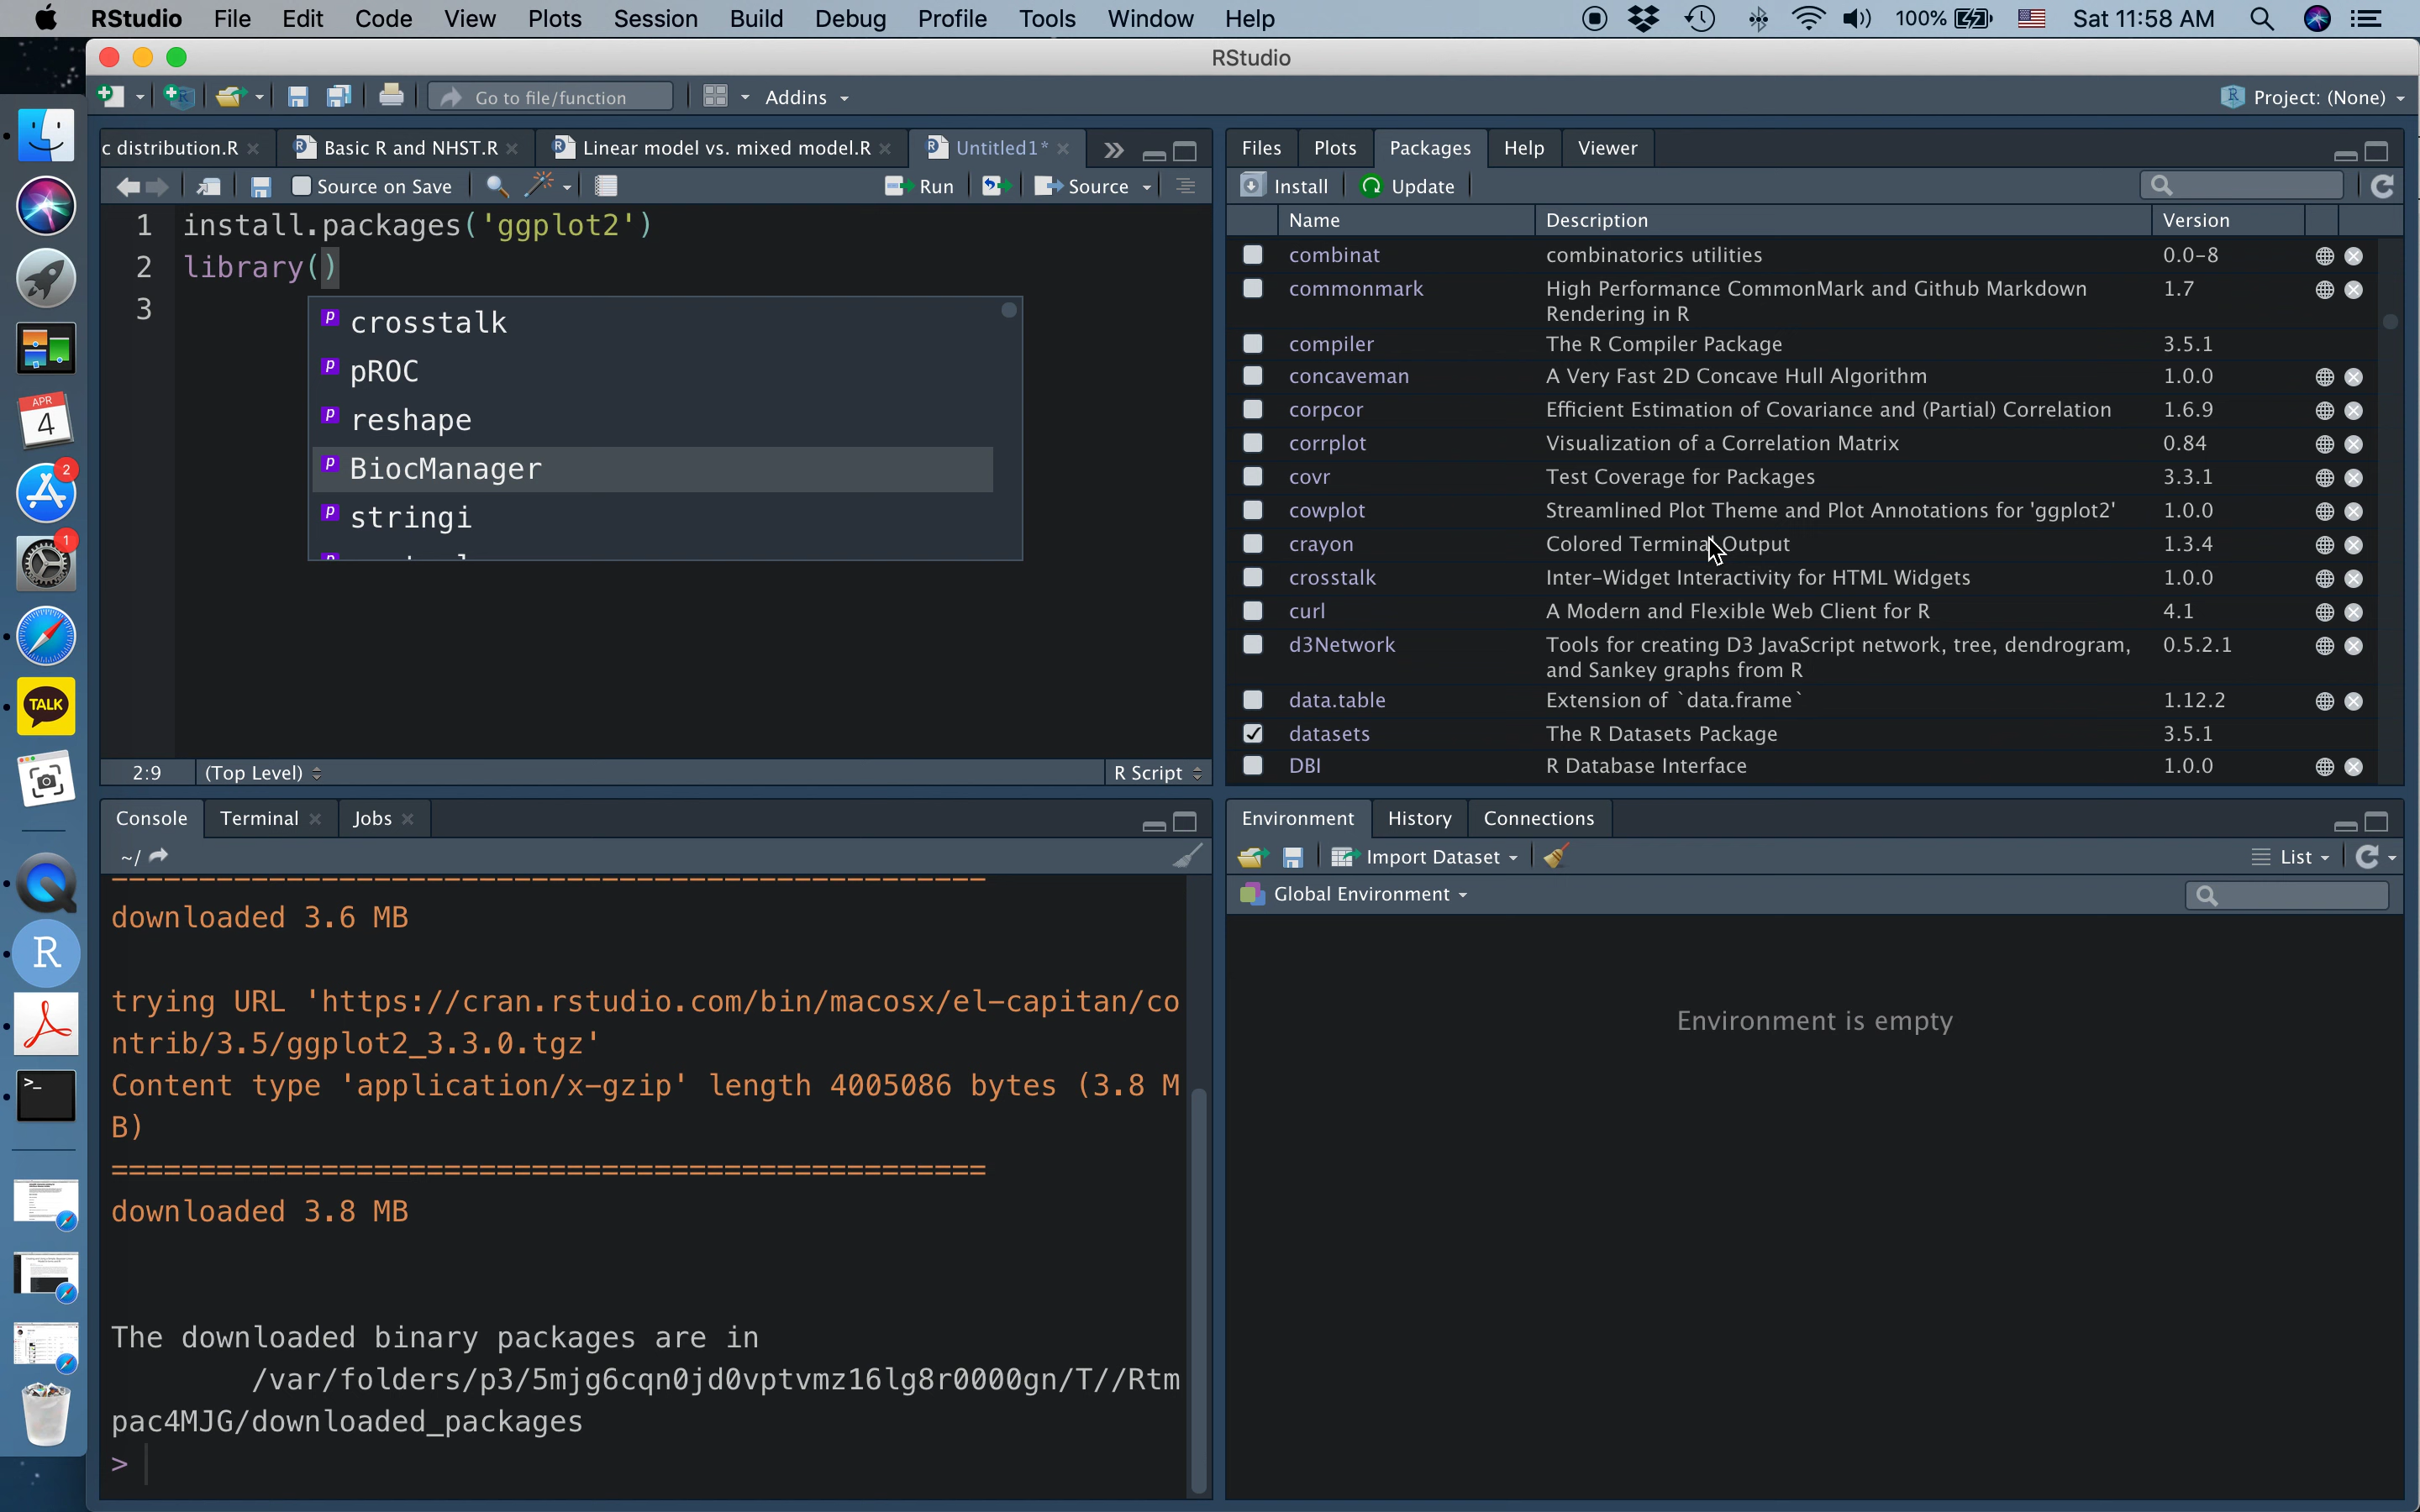 RStudio File Edit Code View Plots Session Build Debug Profile Tools Window Help 100% Sat 11:58 AM
RStudio
Go to file/function Addins Project: (None)
c distribution.R Basic R and NHST.R Linear model vs. mixed model.R Untitled1*
Source on Save Run Source
1 install.packages('ggplot2')
2 library()
3
crosstalk
pROC
reshape
BiocManager
stringi
2:9 (Top Level) R Script
Files Plots Packages Help Viewer
Install Update
Name Description Version
combinat combinatorics utilities 0.0-8
commonmark High Performance CommonMark and Github Markdown 1.7
Rendering in R
compiler The R Compiler Package 3.5.1
concaveman A Very Fast 2D Concave Hull Algorithm 1.0.0
corpcor Efficient Estimation of Covariance and (Partial) Correlation 1.6.9
corrplot Visualization of a Correlation Matrix 0.84
covr Test Coverage for Packages 3.3.1
cowplot Streamlined Plot Theme and Plot Annotations for 'ggplot2' 1.0.0
crayon Colored Terminal Output 1.3.4
crosstalk Inter-Widget Interactivity for HTML Widgets 1.0.0
curl A Modern and Flexible Web Client for R 4.1
d3Network Tools for creating D3 JavaScript network, tree, dendrogram, 0.5.2.1
and Sankey graphs from R
data.table Extension of `data.frame` 1.12.2
datasets The R Datasets Package 3.5.1
DBI R Database Interface 1.0.0
Console Terminal Jobs
~/
==================================================
downloaded 3.6 MB
trying URL 'https://cran.rstudio.com/bin/macosx/el-capitan/co
ntrib/3.5/ggplot2_3.3.0.tgz'
Content type 'application/x-gzip' length 4005086 bytes (3.8 M
B)
==================================================
downloaded 3.8 MB
The downloaded binary packages are in
/var/folders/p3/5mjg6cqn0jd0vptvmz16lg8r0000gn/T//Rtm
pac4MJG/downloaded_packages
>
Environment History Connections
Import Dataset List
Global Environment
Environment is empty
APR
4
2
1
TALK
R
>_